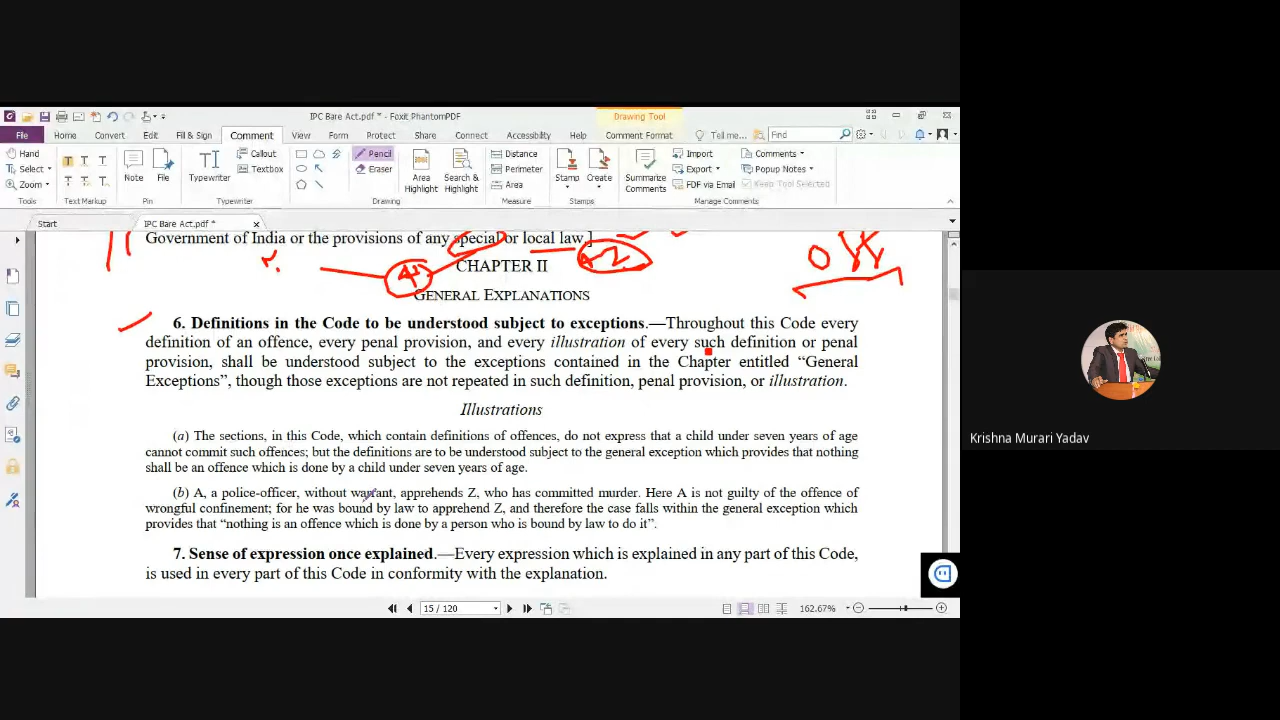 IPC Bare Act.pdf * - Foxit PhantomPDF
Drawing Tool
File Home Convert Edit Fill & Sign Comment View Form Protect Share Connect Accessibility Help Comment Format Tell me... Find
Hand
Select
Zoom
Tools
Text Markup
Note
File
Typewriter
Callout
Textbox
Typewriter
Pencil
Eraser
Area Highlight
Search & Highlight
Drawing
Distance
Perimeter
Area
Measure
Stamp
Create
Stamp
Summarize Comments
Import
Export
FDF via Email
Comments
Popup Notes
Keep Tool Selected
Manage Comments
Start
IPC Bare Act.pdf *
Government of India or the provisions of any special or local law.]
CHAPTER II
GENERAL EXPLANATIONS
6. Definitions in the Code to be understood subject to exceptions.—Throughout this Code every
definition of an offence, every penal provision, and every illustration of every such definition or penal
provision, shall be understood subject to the exceptions contained in the Chapter entitled “General
Exceptions”, though those exceptions are not repeated in such definition, penal provision, or illustration.
Illustrations
(a) The sections, in this Code, which contain definitions of offences, do not express that a child under seven years of age
cannot commit such offences; but the definitions are to be understood subject to the general exception which provides that nothing
shall be an offence which is done by a child under seven years of age.
(b) A, a police-officer, without warrant, apprehends Z, who has committed murder. Here A is not guilty of the offence of
wrongful confinement; for he was bound by law to apprehend Z, and therefore the case falls within the general exception which
provides that “nothing is an offence which is done by a person who is bound by law to do it”.
7. Sense of expression once explained.—Every expression which is explained in any part of this Code,
is used in every part of this Code in conformity with the explanation.
15 / 120
162.67%
Krishna Murari Yadav